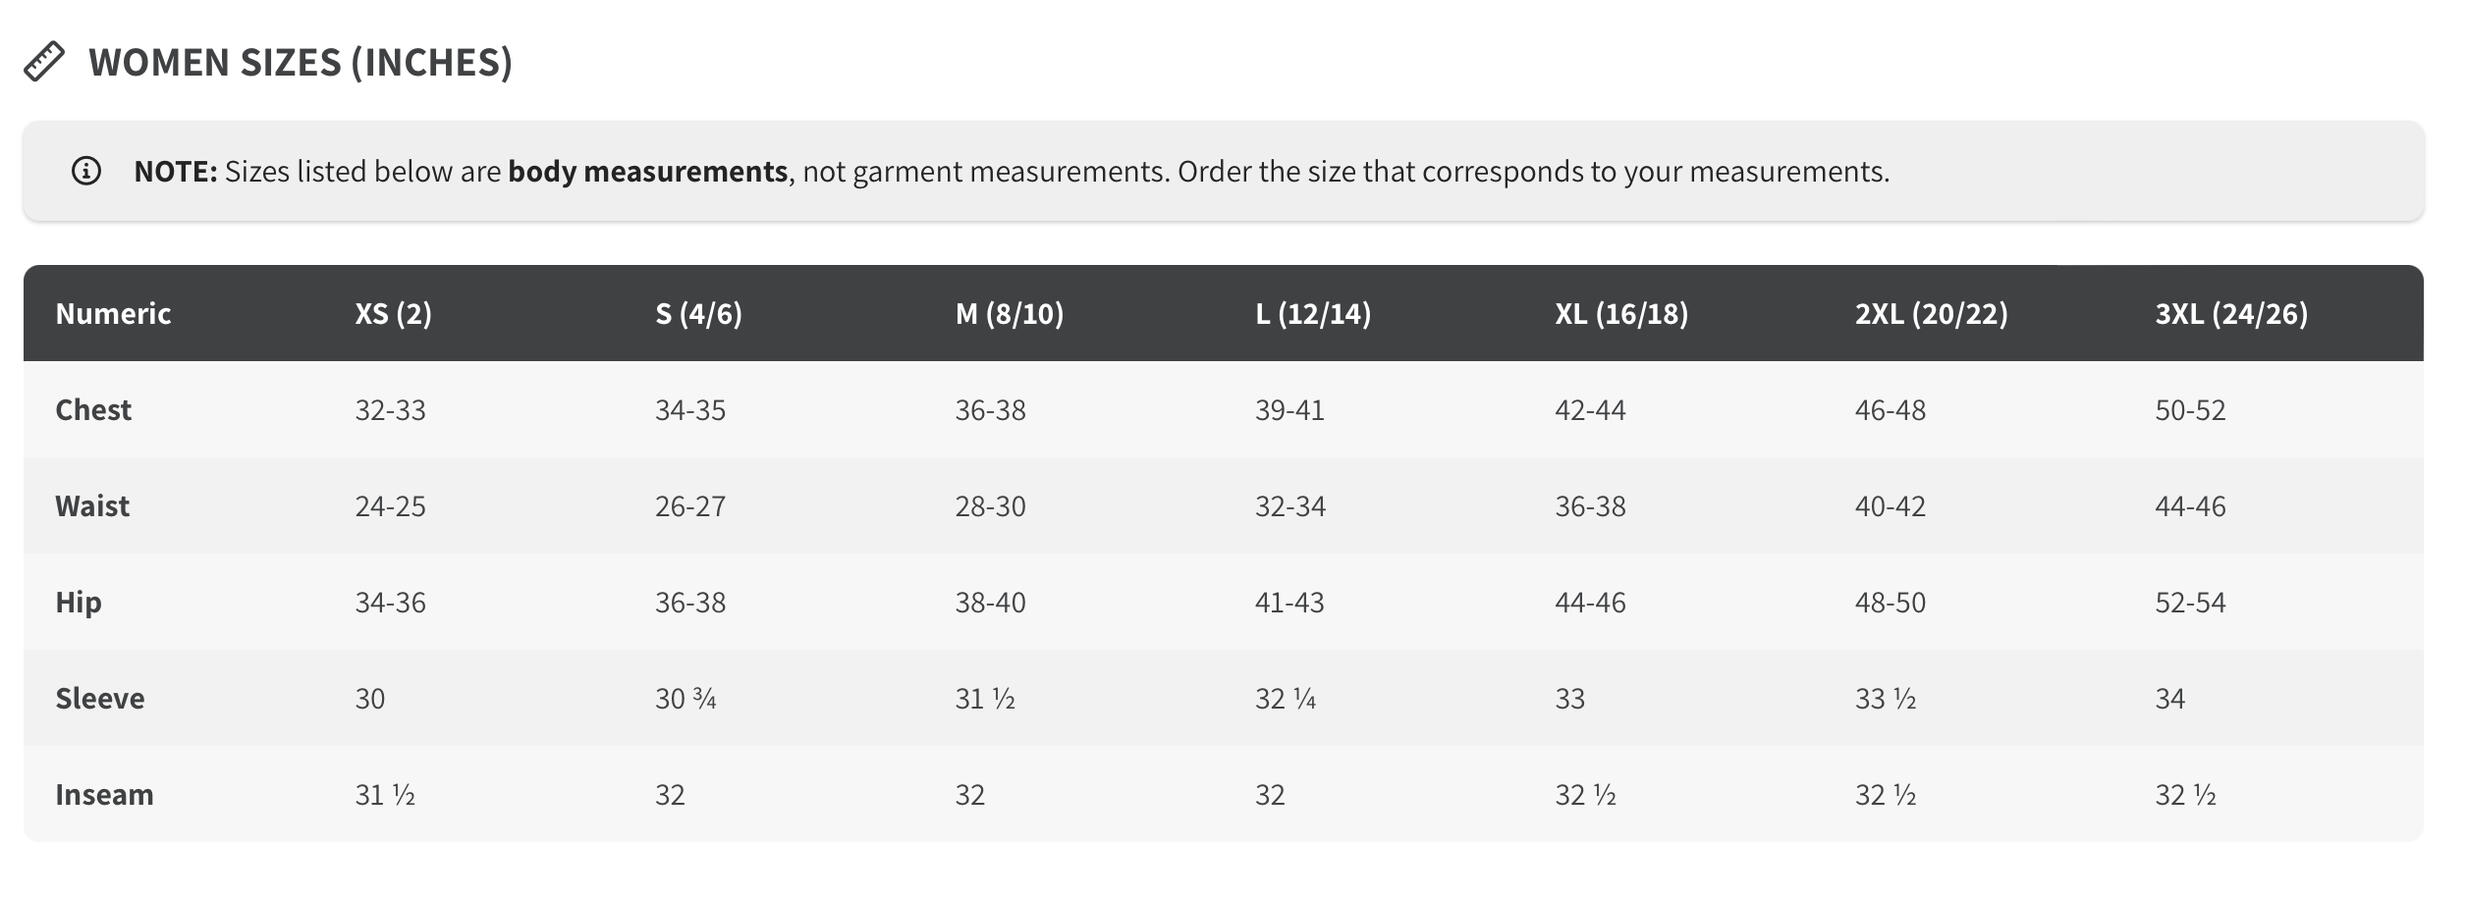 WOMEN SIZES (INCHES)
NOTE: Sizes listed below are body measurements, not garment measurements. Order the size that corresponds to your measurements.
Numeric XS (2) S (4/6) M (8/10) L (12/14) XL (16/18) 2XL (20/22) 3XL (24/26)
Chest 32-33 34-35 36-38 39-41 42-44 46-48 50-52
Waist 24-25 26-27 28-30 32-34 36-38 40-42 44-46
Hip 34-36 36-38 38-40 41-43 44-46 48-50 52-54
Sleeve 30 30 ¾ 31 ½ 32 ¼ 33 33 ½ 34
Inseam 31 ½ 32 32 32 32 ½ 32 ½ 32 ½